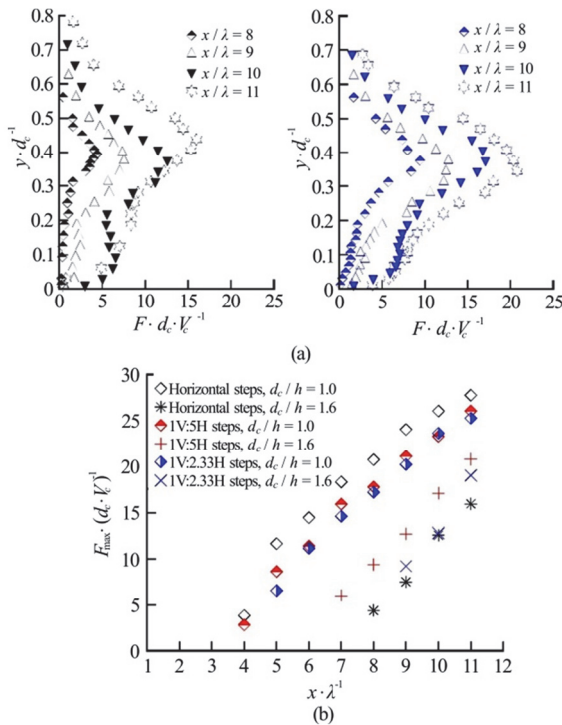 (a)
0.8
0.7
0.6
0.5
0.4
0.3
0.2
0.1
0
y · d_c^-1
x / λ = 8
x / λ = 9
x / λ = 10
x / λ = 11
0 5 10 15 20 25
F · d_c · V_c^-1
0.8
0.7
0.6
0.5
0.4
0.3
0.2
0.1
0
y · d_c^-1
x / λ = 8
x / λ = 9
x / λ = 10
x / λ = 11
0 5 10 15 20 25
F · d_c · V_c^-1
(a)
30
25
20
15
10
5
0
F_max · (d_c · V_c)^-1
Horizontal steps, d_c / h = 1.0
Horizontal steps, d_c / h = 1.6
1V:5H steps, d_c / h = 1.0
1V:5H steps, d_c / h = 1.6
1V:2.33H steps, d_c / h = 1.0
1V:2.33H steps, d_c / h = 1.6
1 2 3 4 5 6 7 8 9 10 11 12
x · λ^-1
(b)